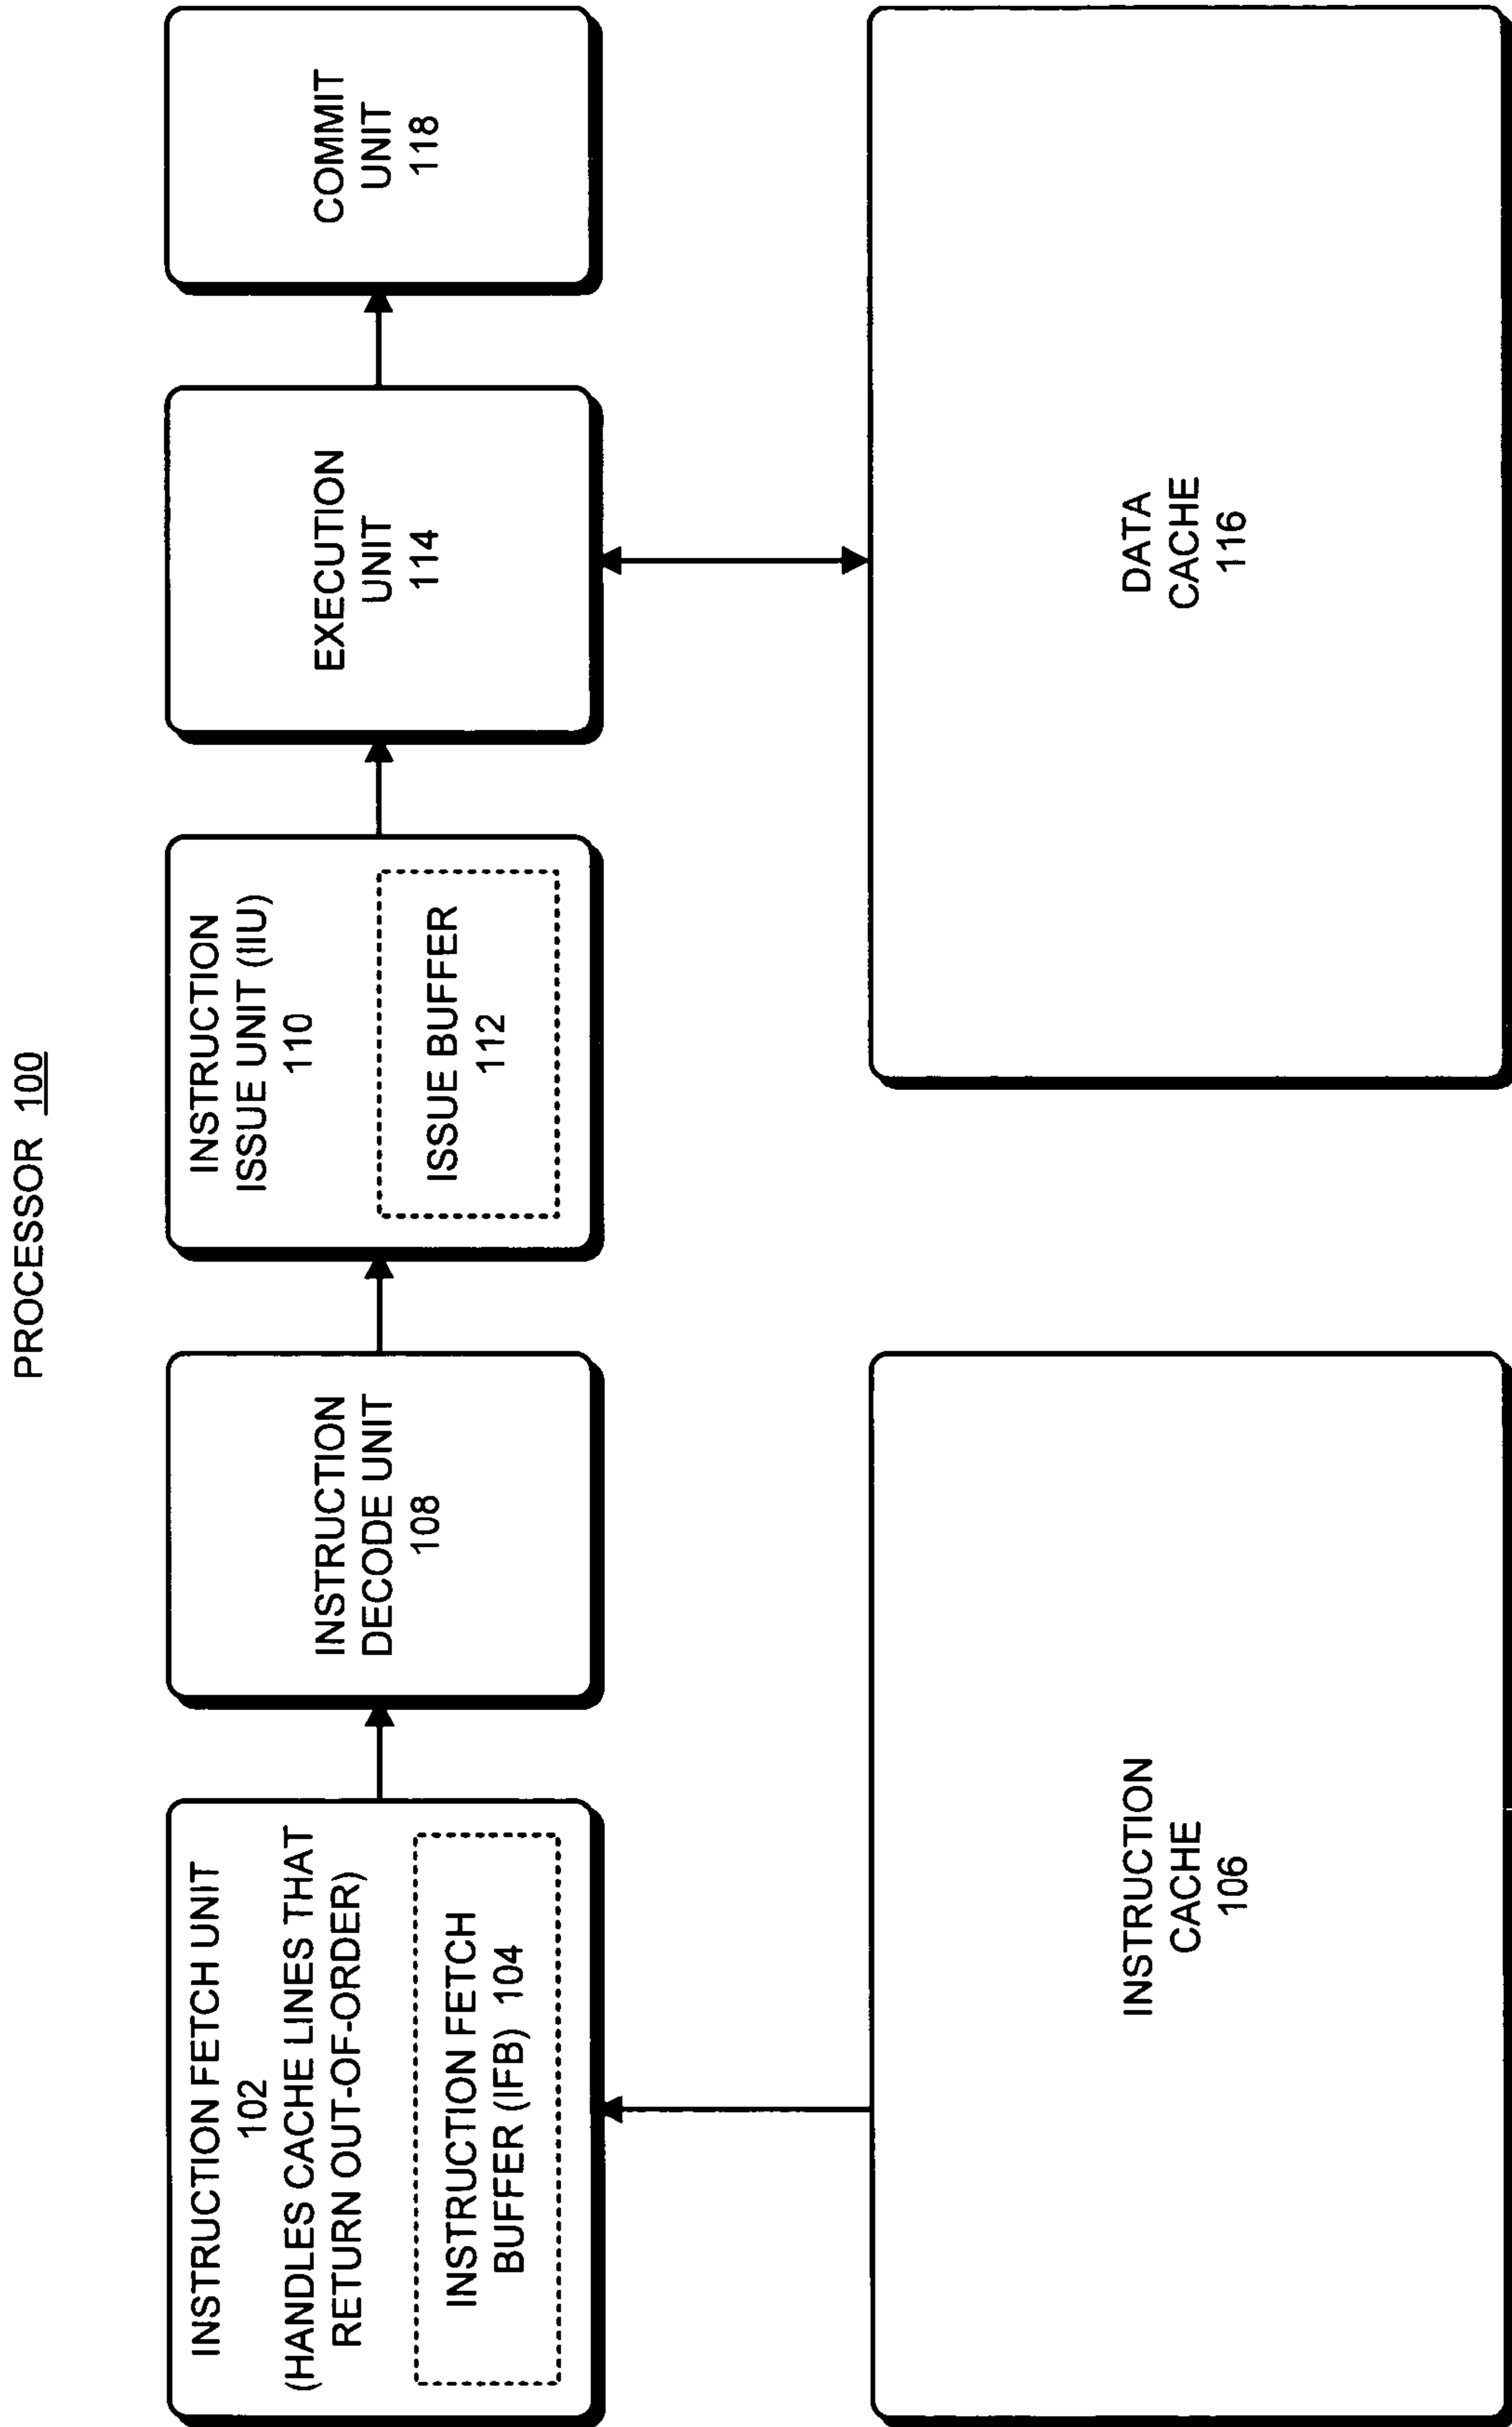 PROCESSOR 100
INSTRUCTION FETCH UNIT
102
(HANDLES CACHE LINES THAT
RETURN OUT-OF-ORDER)
INSTRUCTION FETCH
BUFFER (IFB) 104
INSTRUCTION
DECODE UNIT
108
INSTRUCTION
ISSUE UNIT (IIU)
110
ISSUE BUFFER
112
EXECUTION
UNIT
114
COMMIT
UNIT
118
INSTRUCTION
CACHE
106
DATA
CACHE
116